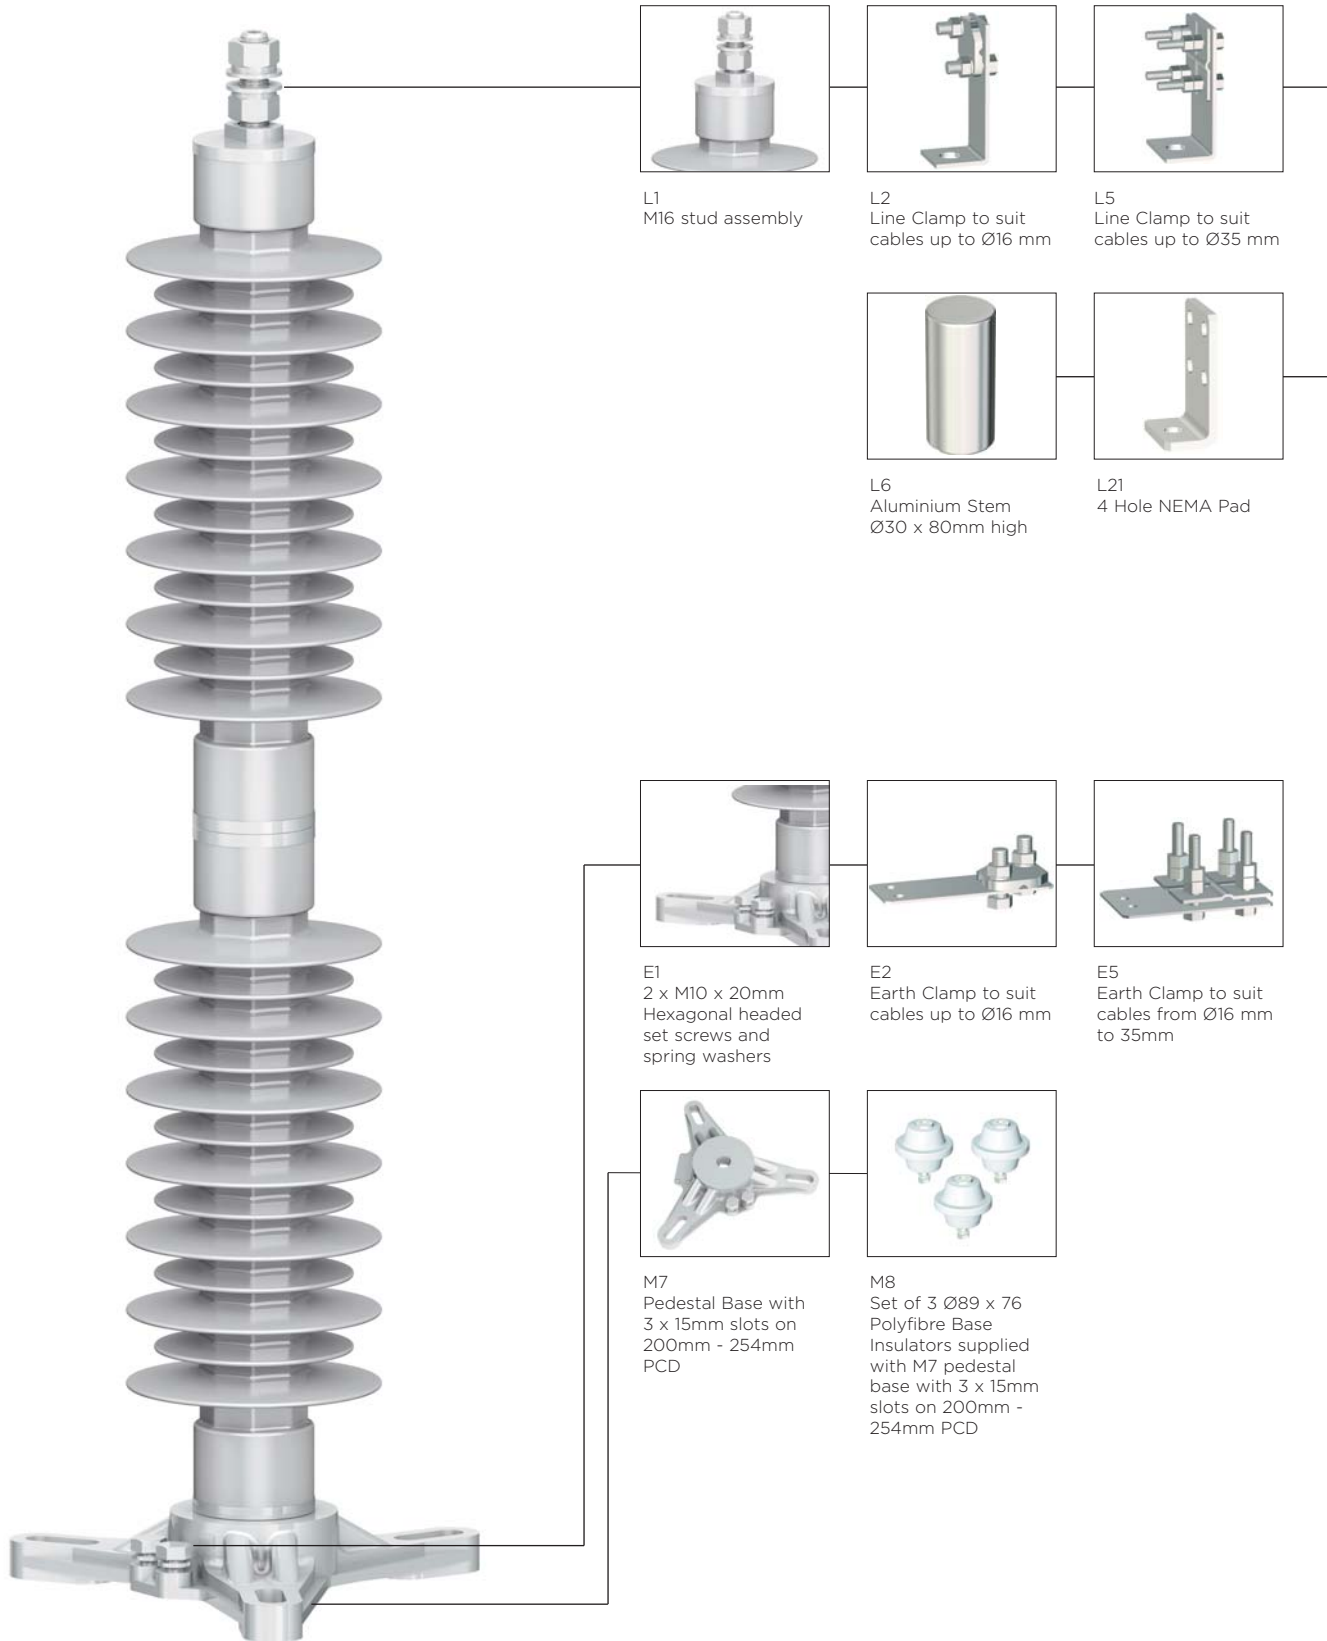 L1
M16 stud assembly
L2
Line Clamp to suit
cables up to Ø16 mm
L5
Line Clamp to suit
cables up to Ø35 mm
L6
Aluminium Stem
Ø30 x 80mm high
L21
4 Hole NEMA Pad
E1
2 x M10 x 20mm
Hexagonal headed
set screws and
spring washers
E2
Earth Clamp to suit
cables up to Ø16 mm
E5
Earth Clamp to suit
cables from Ø16 mm
to 35mm
M7
Pedestal Base with
3 x 15mm slots on
200mm - 254mm
PCD
M8
Set of 3 Ø89 x 76
Polyfibre Base
Insulators supplied
with M7 pedestal
base with 3 x 15mm
slots on 200mm -
254mm PCD